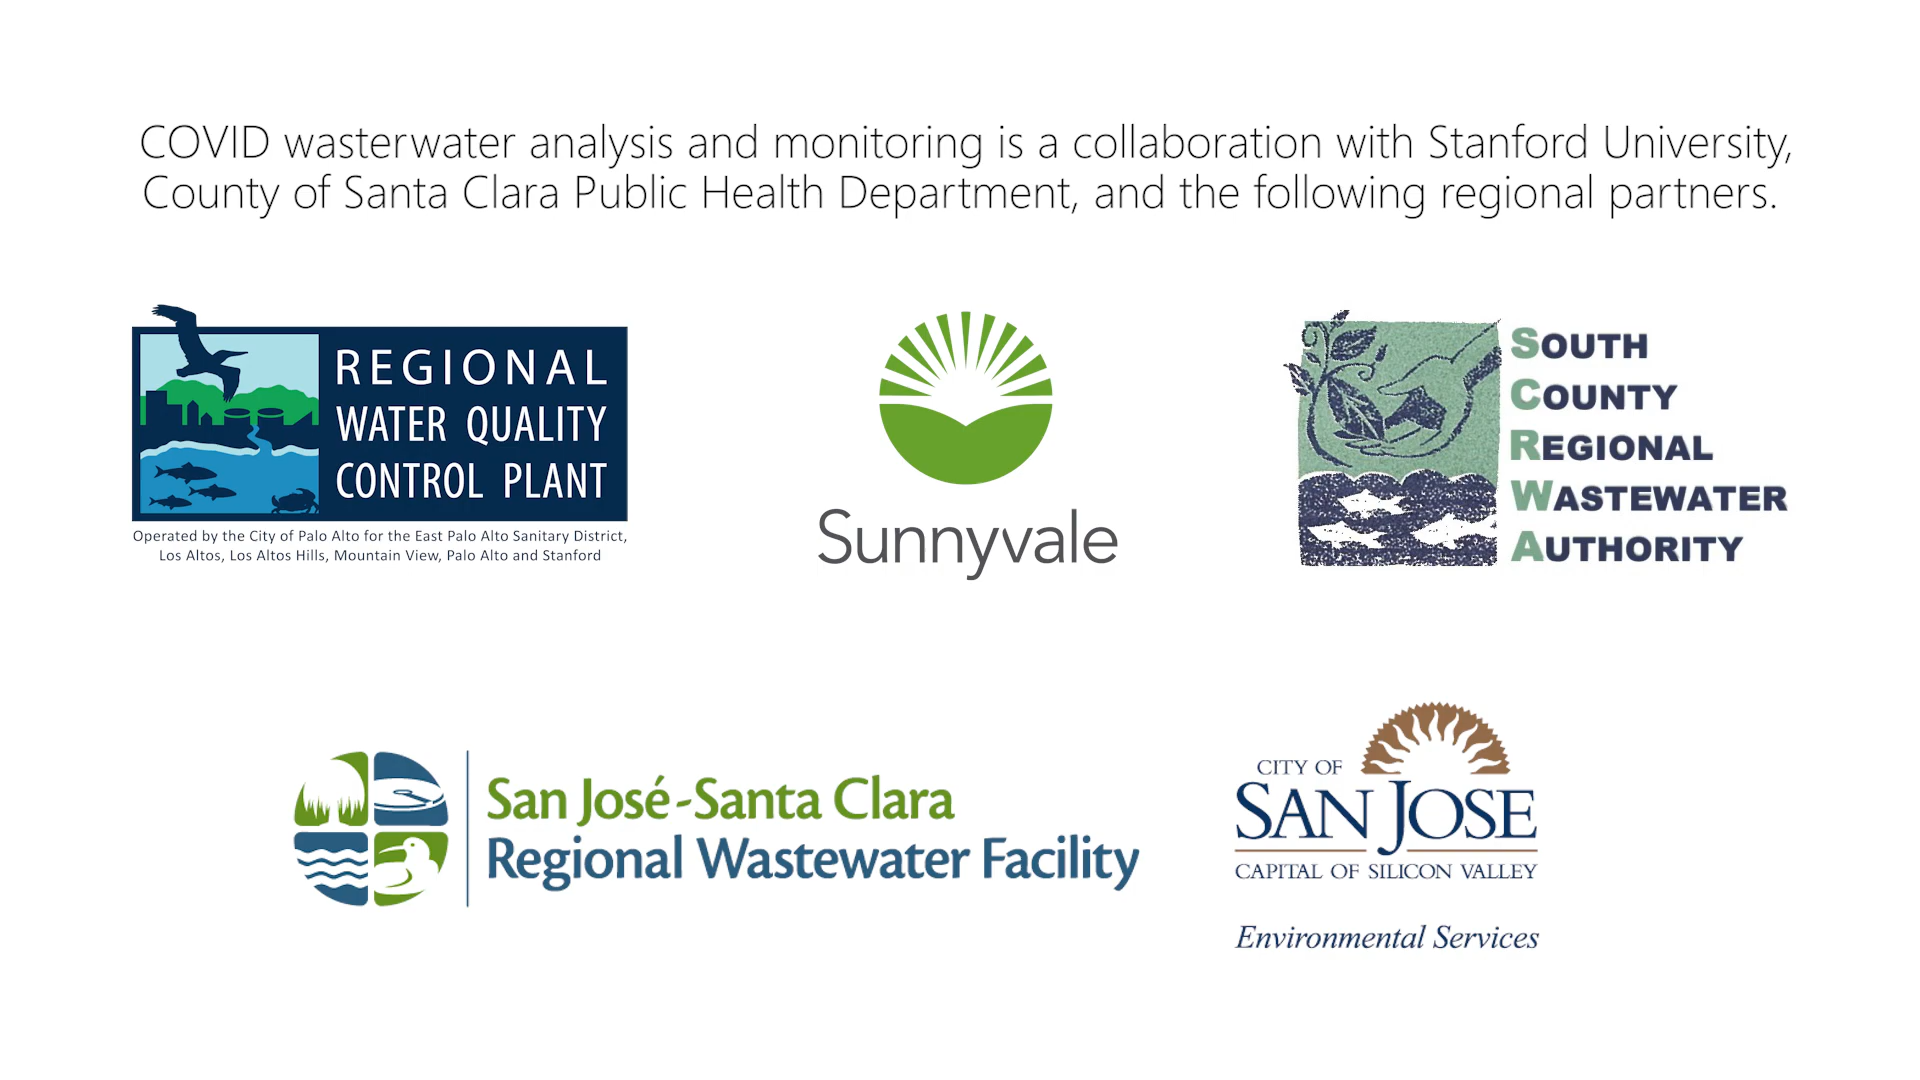 COVID wasterwater analysis and monitoring is a collaboration with Stanford University,
County of Santa Clara Public Health Department, and the following regional partners.
REGIONAL
WATER QUALITY
CONTROL PLANT
Operated by the City of Palo Alto for the East Palo Alto Sanitary District,
Los Altos, Los Altos Hills, Mountain View, Palo Alto and Stanford
Sunnyvale
SOUTH
COUNTY
REGIONAL
WASTEWATER
AUTHORITY
San José-Santa Clara
Regional Wastewater Facility
CITY OF
SAN JOSE
CAPITAL OF SILICON VALLEY
Environmental Services